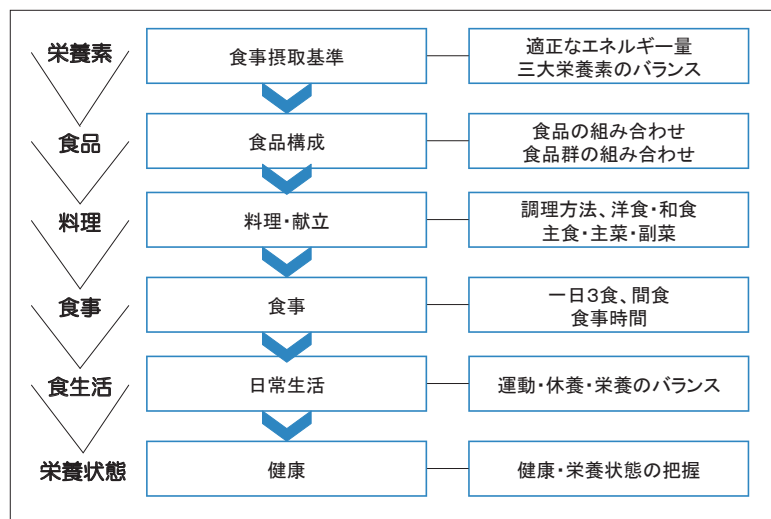 栄養素
食事摂取基準
適正なエネルギー量
三大栄養素のバランス
食品
食品構成
食品の組み合わせ
食品群の組み合わせ
料理
料理・献立
調理方法、洋食・和食
主食・主菜・副菜
食事
食事
一日3食、間食
食事時間
食生活
日常生活
運動・休養・栄養のバランス
栄養状態
健康
健康・栄養状態の把握